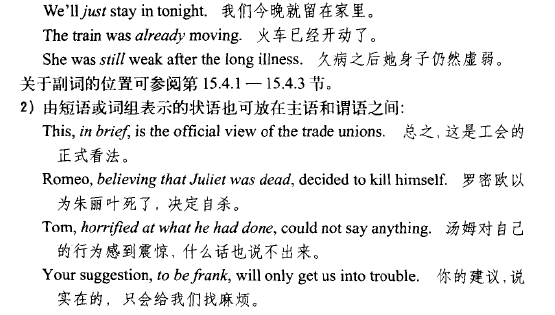 We'll just stay in tonight. 我们今晚就留在家里。
The train was already moving. 火车已经开动了。
She was still weak after the long illness. 久病之后她身子仍然虚弱。
关于副词的位置可参阅第 15.4.1 — 15.4.3 节。
2）由短语或词组表示的状语也可放在主语和谓语之间：
This, in brief, is the official view of the trade unions. 总之，这是工会的
正式看法。
Romeo, believing that Juliet was dead, decided to kill himself. 罗密欧以
为朱丽叶死了，决定自杀。
Tom, horrified at what he had done, could not say anything. 汤姆对自己
的行为感到震惊，什么话也说不出来。
Your suggestion, to be frank, will only get us into trouble. 你的建议，说
实在的，只会给我们找麻烦。